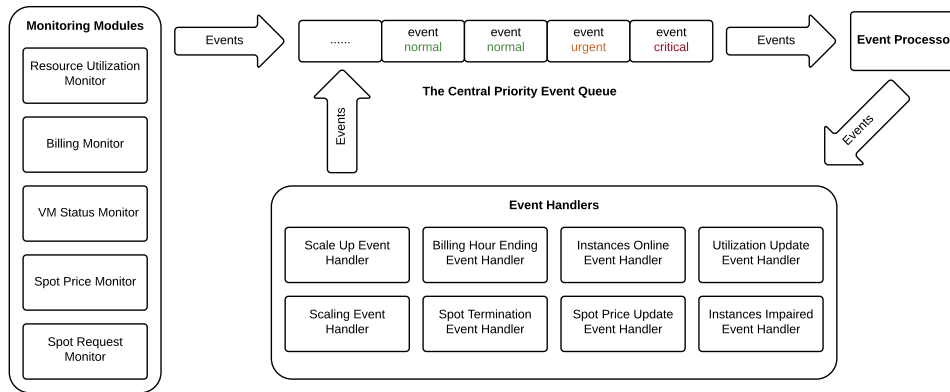 Monitoring Modules
Resource Utilization
Monitor
Billing Monitor
VM Status Monitor
Spot Price Monitor
Spot Request
Monitor
Events
......
event
normal
event
normal
event
urgent
event
critical
The Central Priority Event Queue
Events
Event Processo
Events
Events
Event Handlers
Scale Up Event
Handler
Billing Hour Ending
Event Handler
Instances Online
Event Handler
Utilization Update
Event Handler
Scaling Event
Handler
Spot Termination
Event Handler
Spot Price Update
Event Handler
Instances Impaired
Event Handler